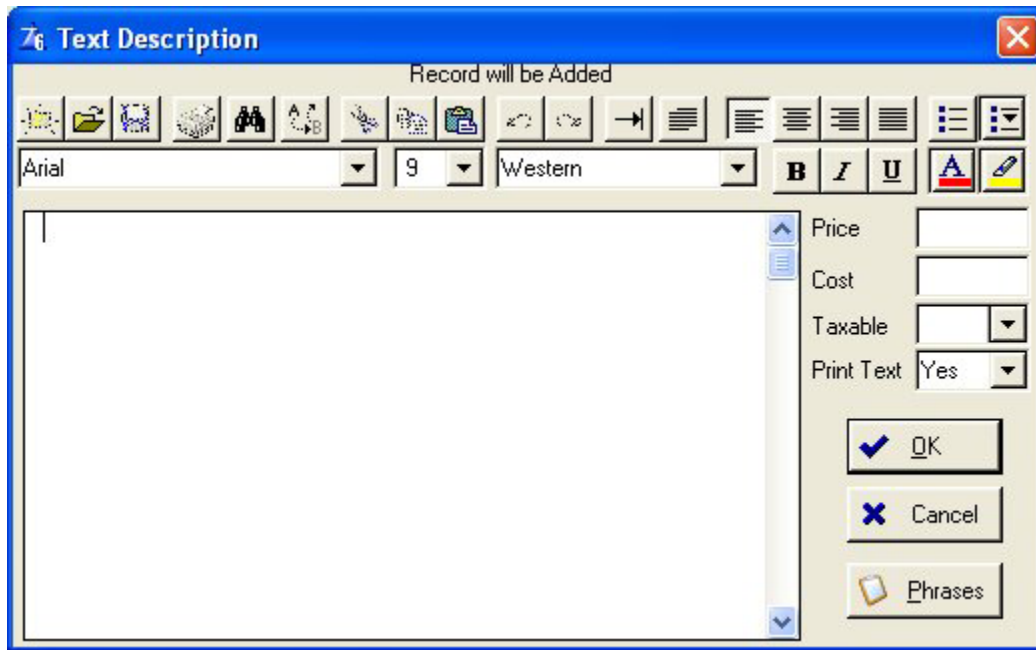 Text Description
Record will be Added
Arial 9 Western B I U A
Price
Cost
Taxable
Print Text Yes
OK
Cancel
Phrases